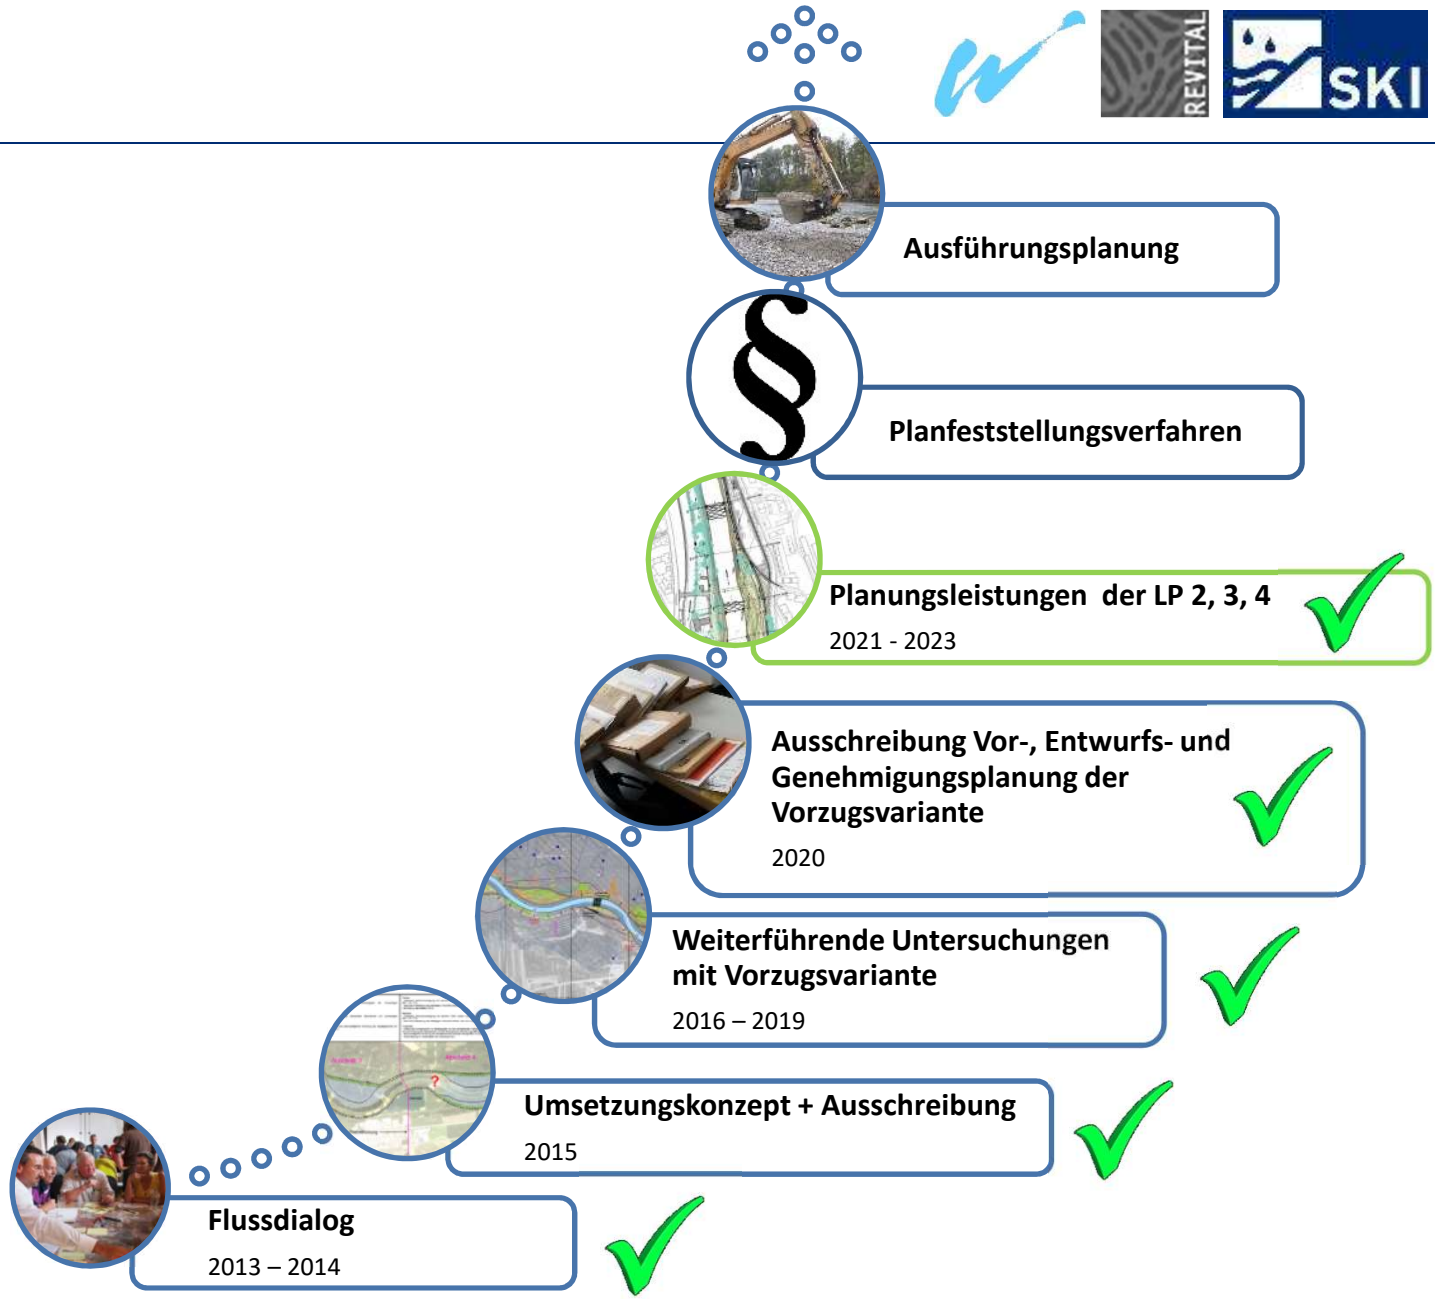 REVITAL
SKI
Ausführungsplanung
§
Planfeststellungsverfahren
Planungsleistungen der LP 2, 3, 4
2021 - 2023
Ausschreibung Vor-, Entwurfs- und
Genehmigungsplanung der
Vorzugsvariante
2020
Weiterführende Untersuchungen
mit Vorzugsvariante
2016 – 2019
?
Umsetzungskonzept + Ausschreibung
2015
Flussdialog
2013 – 2014